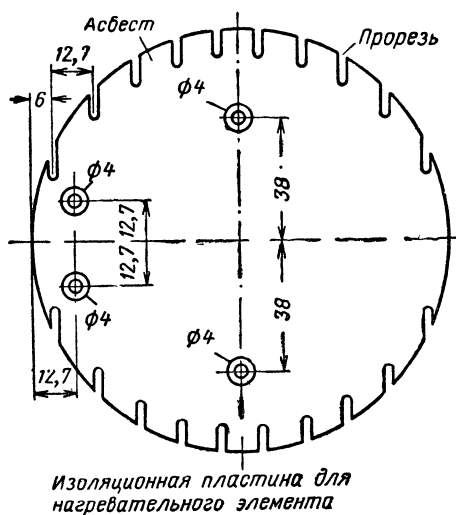 Асбест
Прорезь
12,7
6
Ф4
Ф4
38
12,7 12,7
38
Ф4
Ф4
12,7
Изоляционная пластина для
нагревательного элемента